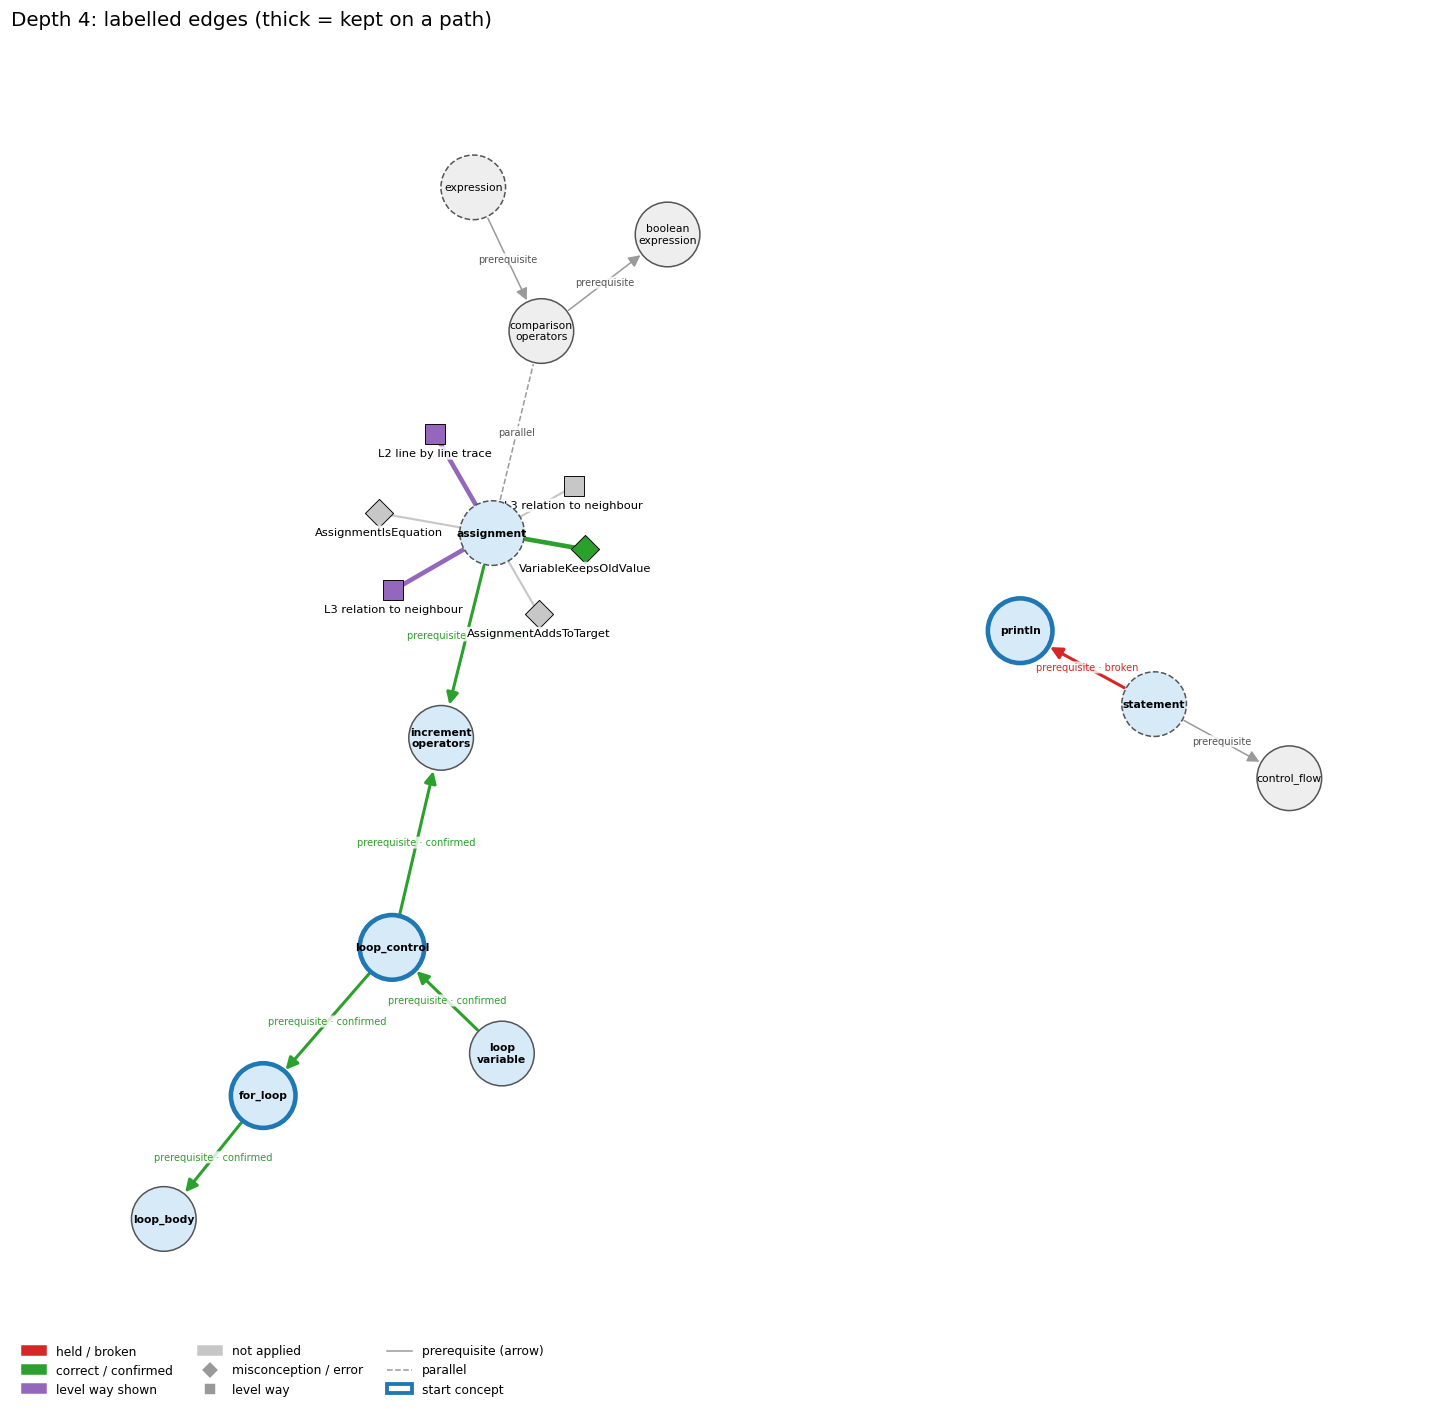 Depth 4: labelled edges (thick = kept on a path)
expression
boolean
expression
prerequisite
prerequisite
comparison
operators
parallel
L2 line by line trace
L3 relation to neighbour
AssignmentIsEquation
assignment
VariableKeepsOldValue
L3 relation to neighbour
prerequisite
AssignmentAddsToTarget
println
prerequisite · broken
statement
prerequisite
control_flow
increment
operators
prerequisite · confirmed
loop_control
prerequisite · confirmed
prerequisite · confirmed
loop
variable
for_loop
prerequisite · confirmed
loop_body
held / broken
correct / confirmed
level way shown
not applied
misconception / error
level way
prerequisite (arrow)
parallel
start concept